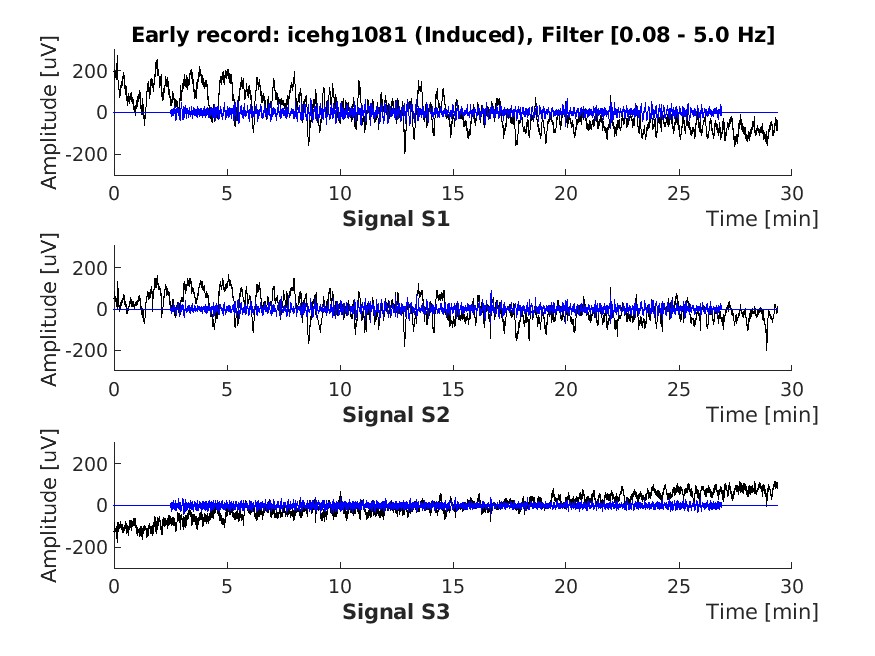 Early record: icehg1081 (Induced), Filter [0.08 - 5.0 Hz]
Amplitude [uV]
200
0
-200
0 5 10 15 20 25 30
Signal S1 Time [min]
Amplitude [uV]
200
0
-200
0 5 10 15 20 25 30
Signal S2 Time [min]
Amplitude [uV]
200
0
-200
0 5 10 15 20 25 30
Signal S3 Time [min]